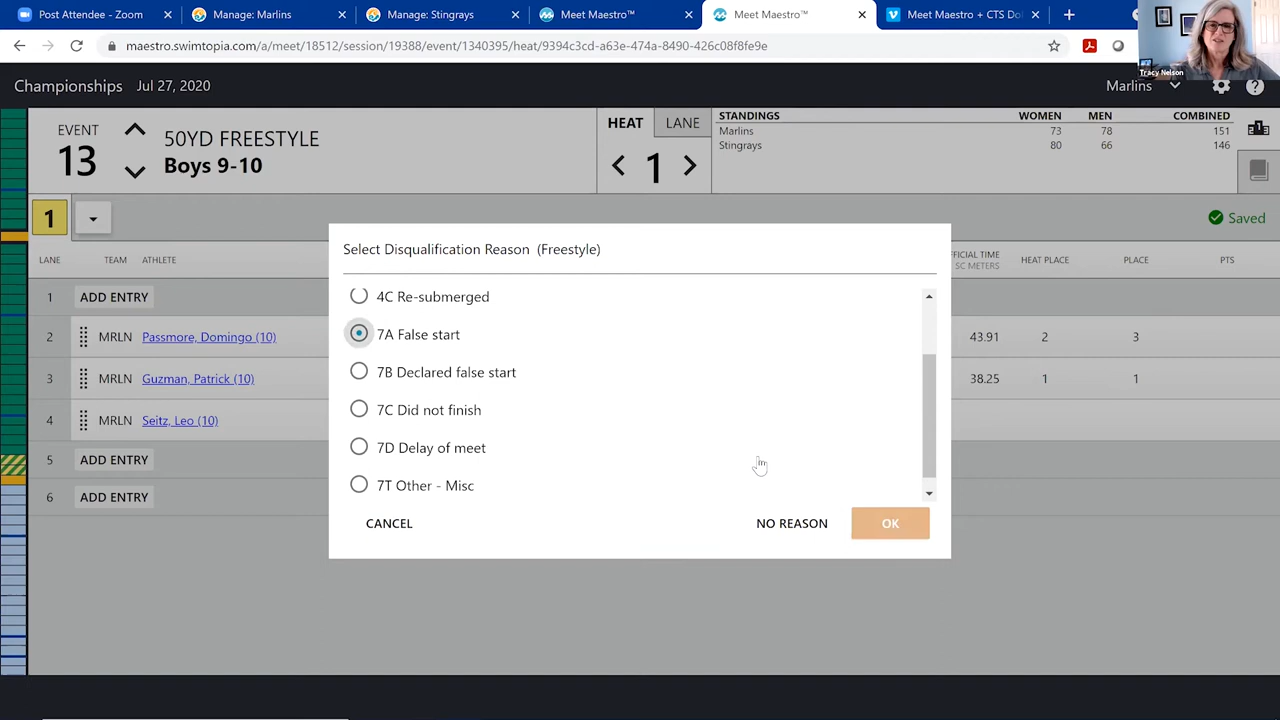 Post Attendee - Zoom
Manage: Marlins
Manage: Stingrays
Meet Maestro™
Meet Maestro™
Meet Maestro + CTS Do
maestro.swimtopia.com/a/meet/18512/session/19388/event/1340395/heat/9394c3cd-a63e-474a-8490-426c08f8fe9e
Tracy Nelson
Championships Jul 27, 2020
Marlins
EVENT
13
50YD FREESTYLE
Boys 9-10
HEAT LANE
1
STANDINGS WOMEN MEN COMBINED
Marlins 73 78 151
Stingrays 80 66 146
1
Saved
LANE TEAM ATHLETE
OFFICIAL TIME HEAT PLACE PLACE PTS
SC METERS
1 ADD ENTRY
2 MRLN Passmore, Domingo (10) 43.91 2 3
3 MRLN Guzman, Patrick (10) 38.25 1 1
4 MRLN Seitz, Leo (10)
5 ADD ENTRY
6 ADD ENTRY
Select Disqualification Reason (Freestyle)
4C Re-submerged
7A False start
7B Declared false start
7C Did not finish
7D Delay of meet
7T Other - Misc
CANCEL
NO REASON
OK